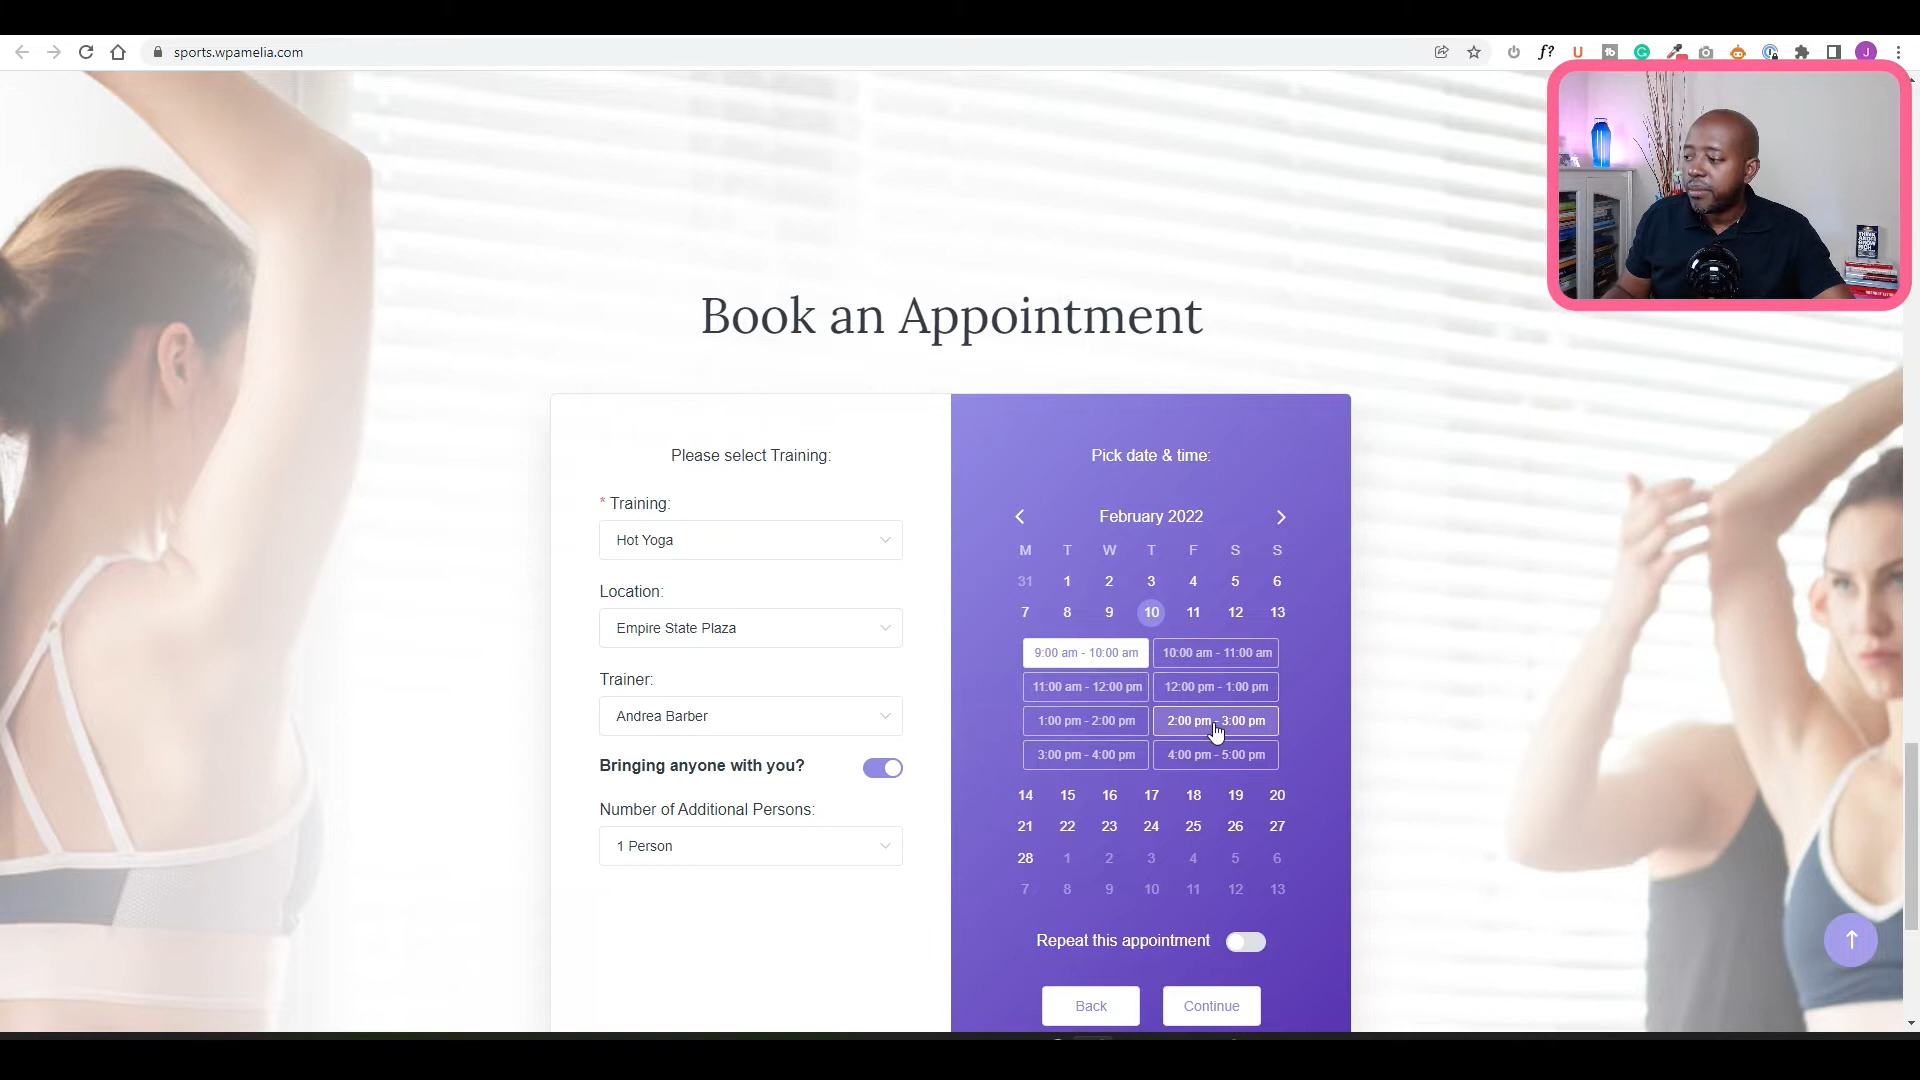 sports.wpamelia.com
f?
U
J
THINK AND GROW RICH
Book an Appointment
Please select Training:
* Training:
Hot Yoga
Location:
Empire State Plaza
Trainer:
Andrea Barber
Bringing anyone with you?
Number of Additional Persons:
1 Person
Pick date & time:
February 2022
M T W T F S S
31 1 2 3 4 5 6
7 8 9 10 11 12 13
9:00 am - 10:00 am 10:00 am - 11:00 am
11:00 am - 12:00 pm 12:00 pm - 1:00 pm
1:00 pm - 2:00 pm 2:00 pm - 3:00 pm
3:00 pm - 4:00 pm 4:00 pm - 5:00 pm
14 15 16 17 18 19 20
21 22 23 24 25 26 27
28 1 2 3 4 5 6
7 8 9 10 11 12 13
Repeat this appointment
Back Continue